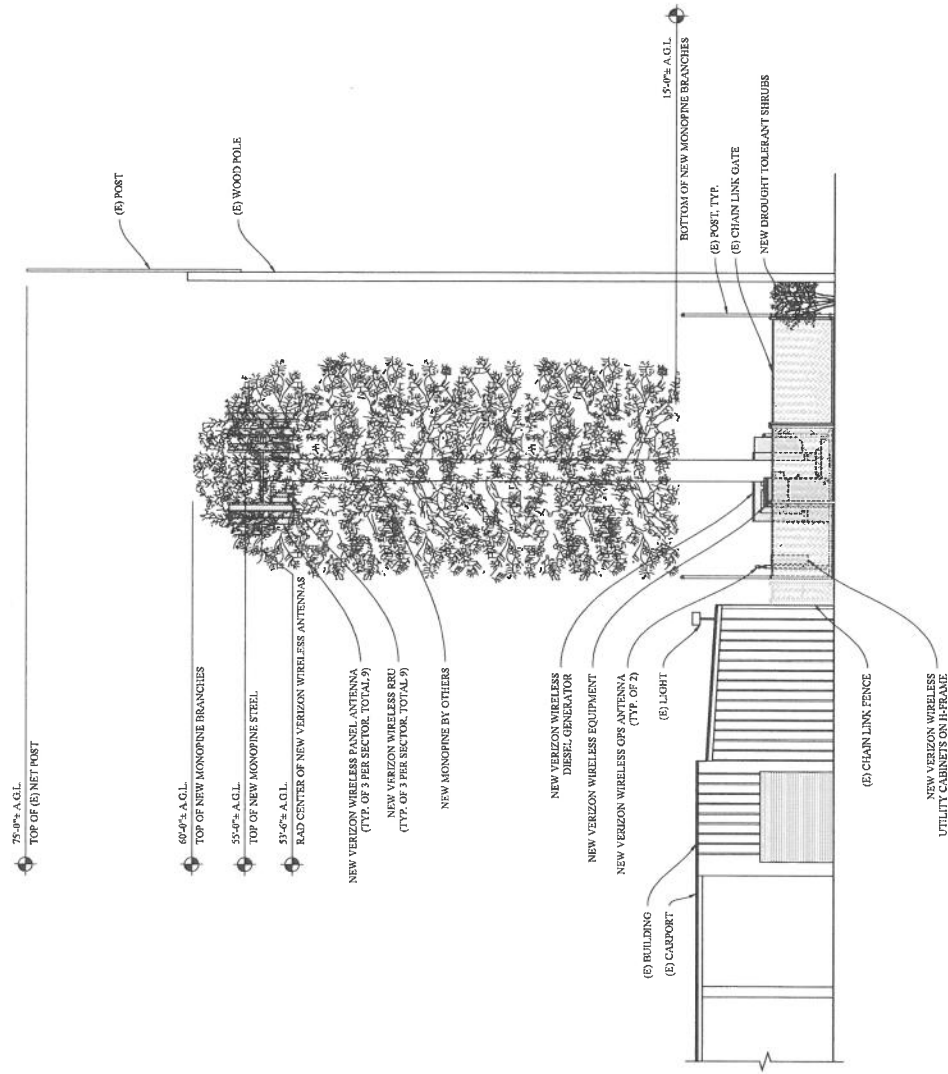 75'-0"± A.G.L.
TOP OF (E) NET POST
60'-0"± A.G.L.
TOP OF NEW MONOPINE BRANCHES
55'-0"± A.G.L.
TOP OF NEW MONOPINE STEEL
53'-6"± A.G.L.
RAD CENTER OF NEW VERIZON WIRELESS ANTENNAS
NEW VERIZON WIRELESS PANEL ANTENNA
(TYP. OF 3 PER SECTOR, TOTAL 9)
NEW VERIZON WIRELESS RRU
(TYP. OF 3 PER SECTOR, TOTAL 9)
NEW MONOPINE BY OTHERS
NEW VERIZON WIRELESS
DIESEL GENERATOR
NEW VERIZON WIRELESS EQUIPMENT
NEW VERIZON WIRELESS GPS ANTENNA
(TYP. OF 2)
(E) LIGHT
(E) BUILDING
(E) CARPORT
(E) CHAIN LINK FENCE
NEW VERIZON WIRELESS
UTILITY CABINETS ON H-FRAME
(E) POST
(E) WOOD POLE
15'-0"± A.G.L.
BOTTOM OF NEW MONOPINE BRANCHES
(E) POST, TYP.
(E) CHAIN LINK GATE
NEW DROUGHT TOLERANT SHRUBS